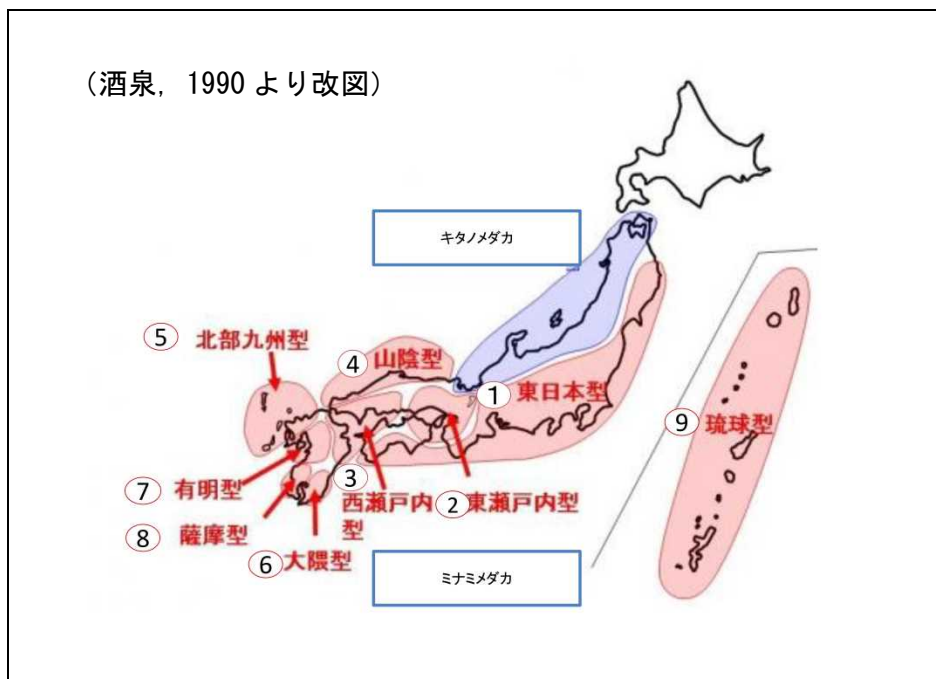 （酒泉，1990 より改図）
キタノメダカ
⑤ 北部九州型
④ 山陰型
① 東日本型
⑨ 琉球型
⑦ 有明型
③ 西瀬戸内
型
② 東瀬戸内型
⑧ 薩摩型
⑥ 大隈型
ミナミメダカ